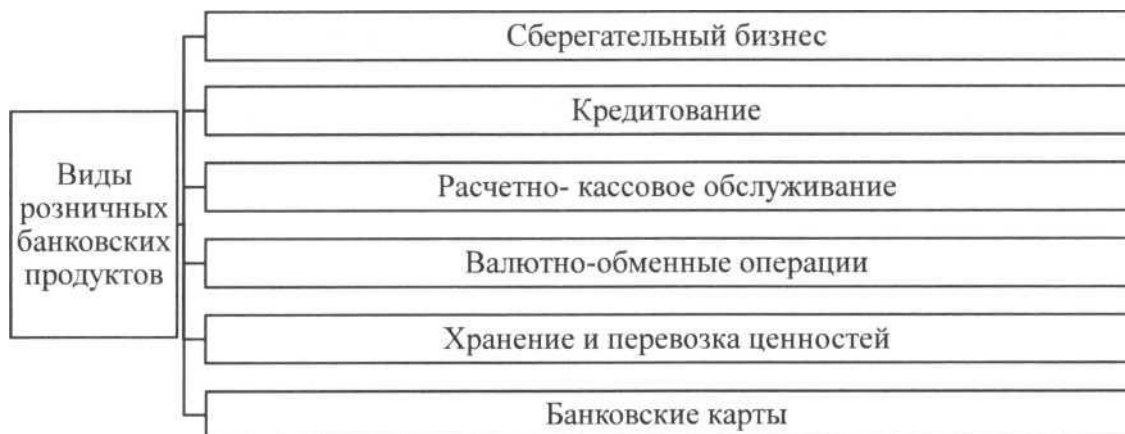 Сберегательный бизнес
Кредитование
Виды
розничных
банковских
продуктов
Расчетно- кассовое обслуживание
Валютно-обменные операции
Хранение и перевозка ценностей
Банковские карты